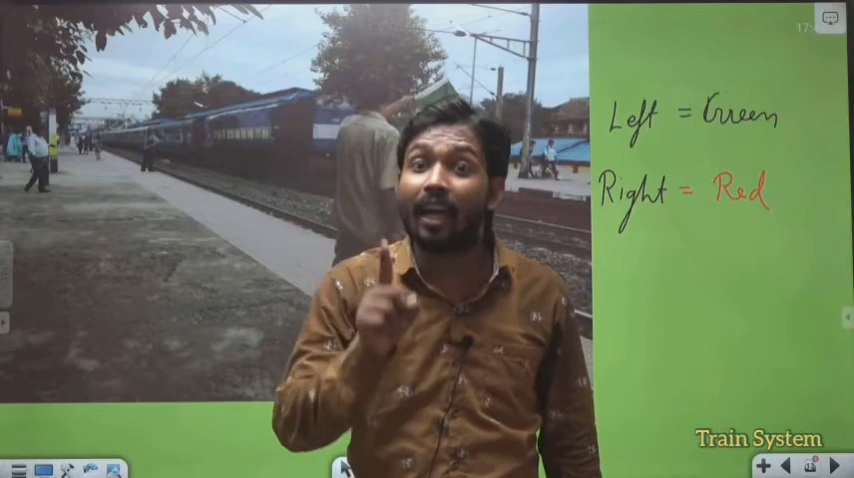 Left = Green
Right = Red
Train System